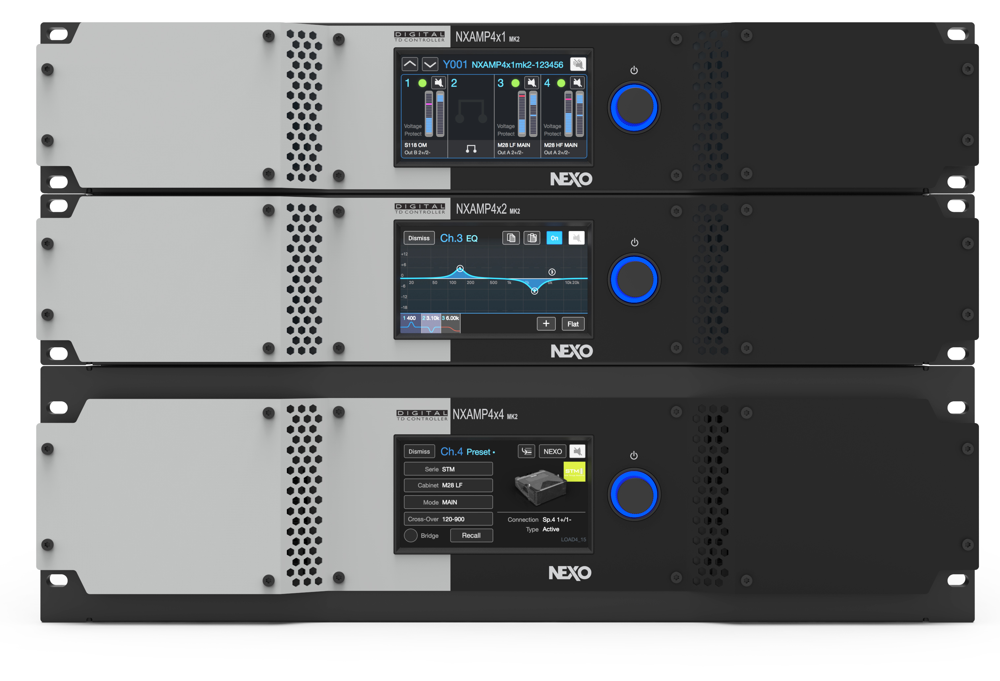 DIGITAL
TD CONTROLLER
NXAMP4x1 MK2
Y001 NXAMP4x1mk2-123456
1 2 3 4
Voltage Voltage Voltage
Protect Protect Protect
S118 OM M28 LF MAIN M28 HF MAIN
Out B 2+/2- Out A 2+/2- Out A 2+/2-
NEXO
DIGITAL
TD CONTROLLER
NXAMP4x2 MK2
Dismiss Ch.3 EQ On
+12
+6
1 3
0
20 50 100 200 500 1k 2k 5k 10k 20k
-6
2
-12
-18
1 400 2 3.10k 3 6.00k + Flat
NEXO
DIGITAL
TD CONTROLLER
NXAMP4x4 MK2
Dismiss Ch.4 Preset • NEXO
Serie STM
Cabinet M28 LF
Mode MAIN
Cross-Over 120-900
Bridge Recall
STM
Connection Sp.4 1+/1-
Type Active
LOAD4_15
NEXO